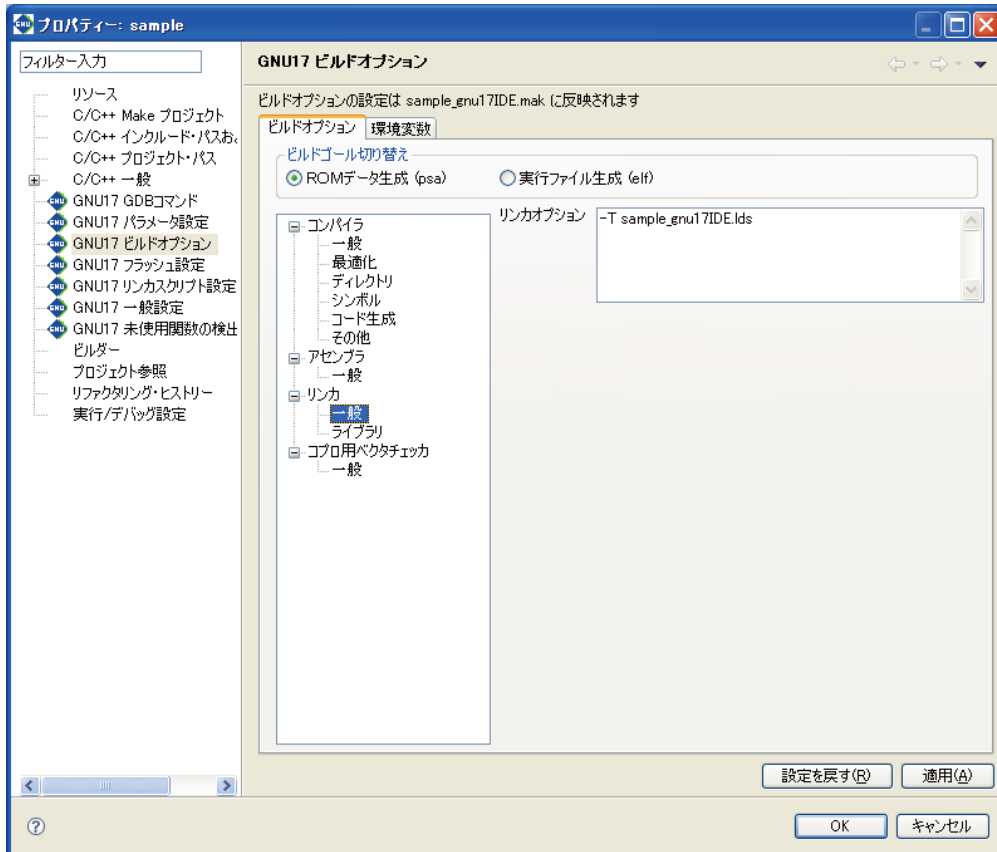 プロパティー: sample
フィルター入力
リソース
C/C++ Make プロジェクト
C/C++ インクルード・パスお
C/C++ プロジェクト・パス
C/C++ 一般
GNU17 GDBコマンド
GNU17 パラメータ設定
GNU17 ビルドオプション
GNU17 フラッシュ設定
GNU17 リンカスクリプト設定
GNU17 一般設定
GNU17 未使用関数の検出
ビルダー
プロジェクト参照
リファクタリング・ヒストリー
実行/デバッグ設定
GNU17 ビルドオプション
ビルドオプションの設定は sample_gnu17IDE.mak に反映されます
ビルドオプション 環境変数
ビルドゴール切り替え
ROMデータ生成 (psa) 実行ファイル生成 (elf)
コンパイラ
一般
最適化
ディレクトリ
シンボル
コード生成
その他
アセンブラ
一般
リンカ
一般
ライブラリ
コプロ用ベクタチェッカ
一般
リンカオプション -T sample_gnu17IDE.lds
設定を戻す(R) 適用(A)
OK キャンセル